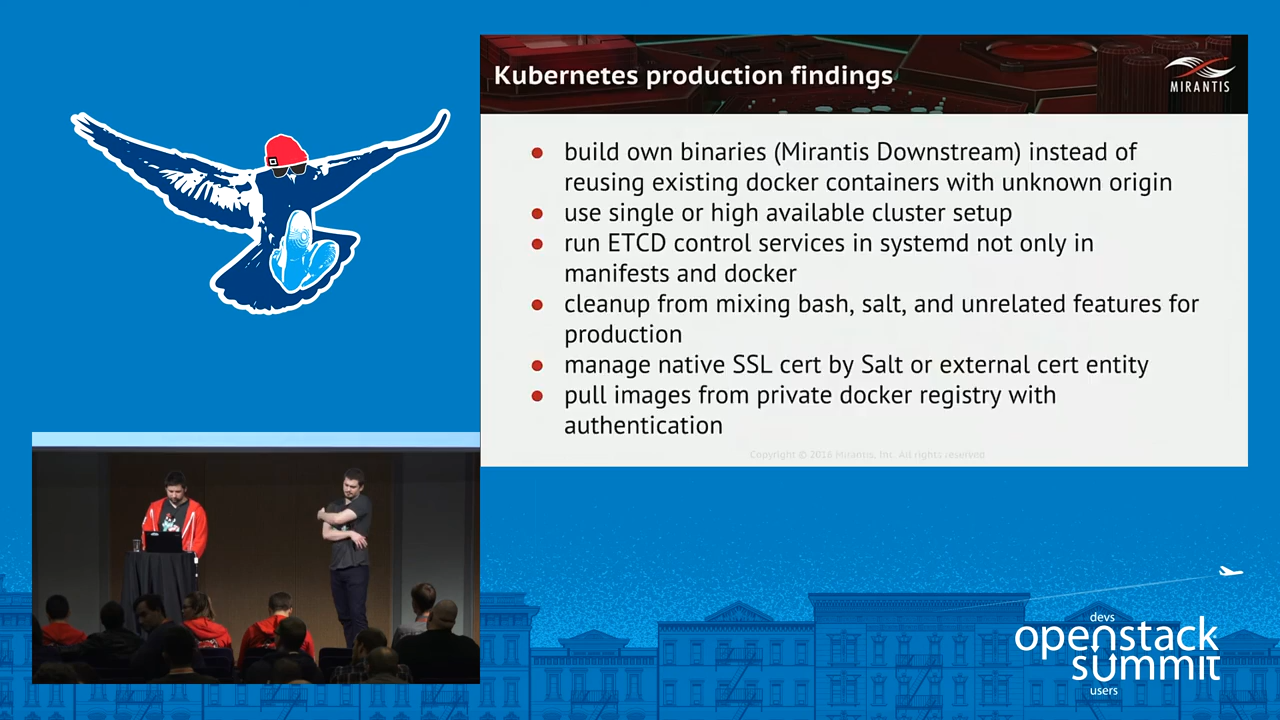 Kubernetes production findings
MIRANTIS
build own binaries (Mirantis Downstream) instead of
reusing existing docker containers with unknown origin
use single or high available cluster setup
run ETCD control services in systemd not only in
manifests and docker
cleanup from mixing bash, salt, and unrelated features for
production
manage native SSL cert by Salt or external cert entity
pull images from private docker registry with
authentication
Copyright © 2016 Mirantis, Inc. All rights reserved
devs
openstack
summit
users